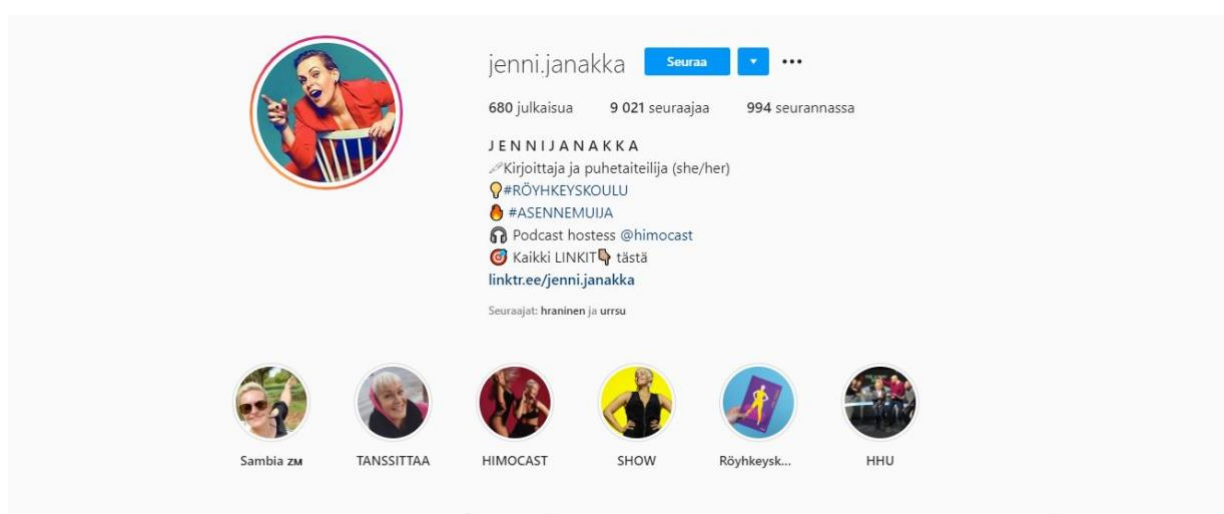 jenni.janakka Seuraa
680 julkaisua 9 021 seuraajaa 994 seurannassa
JENNIJANAKKA
Kirjoittaja ja puhetaiteilija (she/her)
#RÖYHKEYSKOULU
#ASENNEMUIJA
Podcast hostess @himocast
Kaikki LINKIT tästä
linktr.ee/jenni.janakka
Seuraajat: hraninen ja urrsu
Sambia ZM TANSSITTAA HIMOCAST SHOW Röyhkeysk... HHU